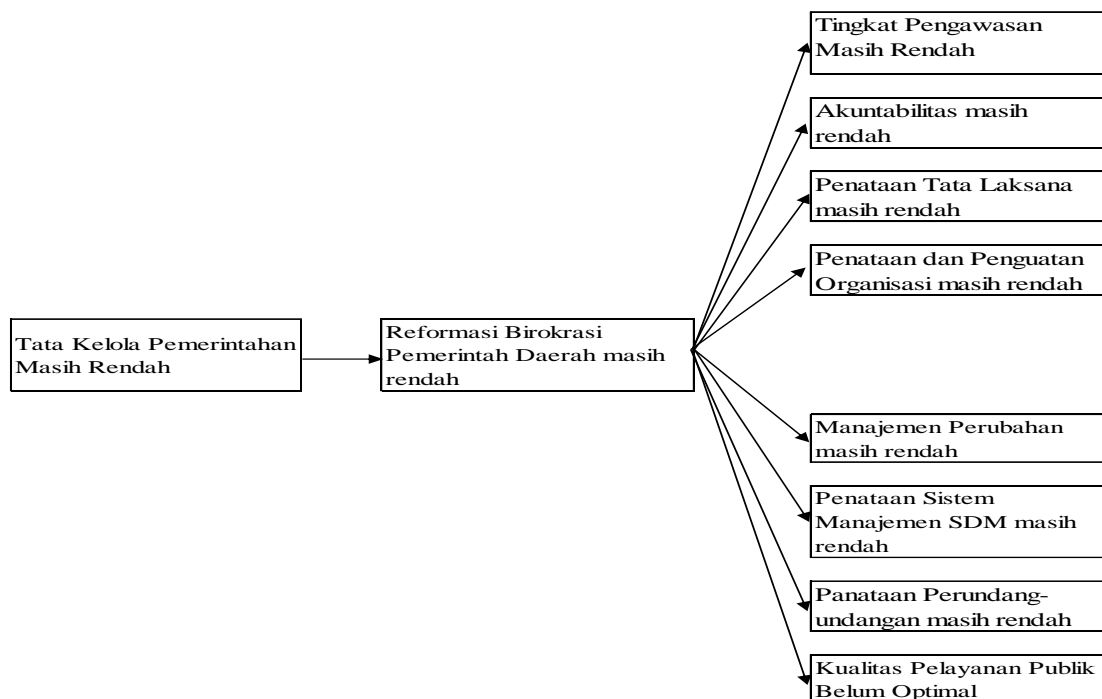 Tata Kelola Pemerintahan
Masih Rendah
Reformasi Birokrasi
Pemerintah Daerah masih
rendah
Tingkat Pengawasan
Masih Rendah
Akuntabilitas masih
rendah
Penataan Tata Laksana
masih rendah
Penataan dan Penguatan
Organisasi masih rendah
Manajemen Perubahan
masih rendah
Penataan Sistem
Manajemen SDM masih
rendah
Panataan Perundang-
undangan masih rendah
Kualitas Pelayanan Publik
Belum Optimal